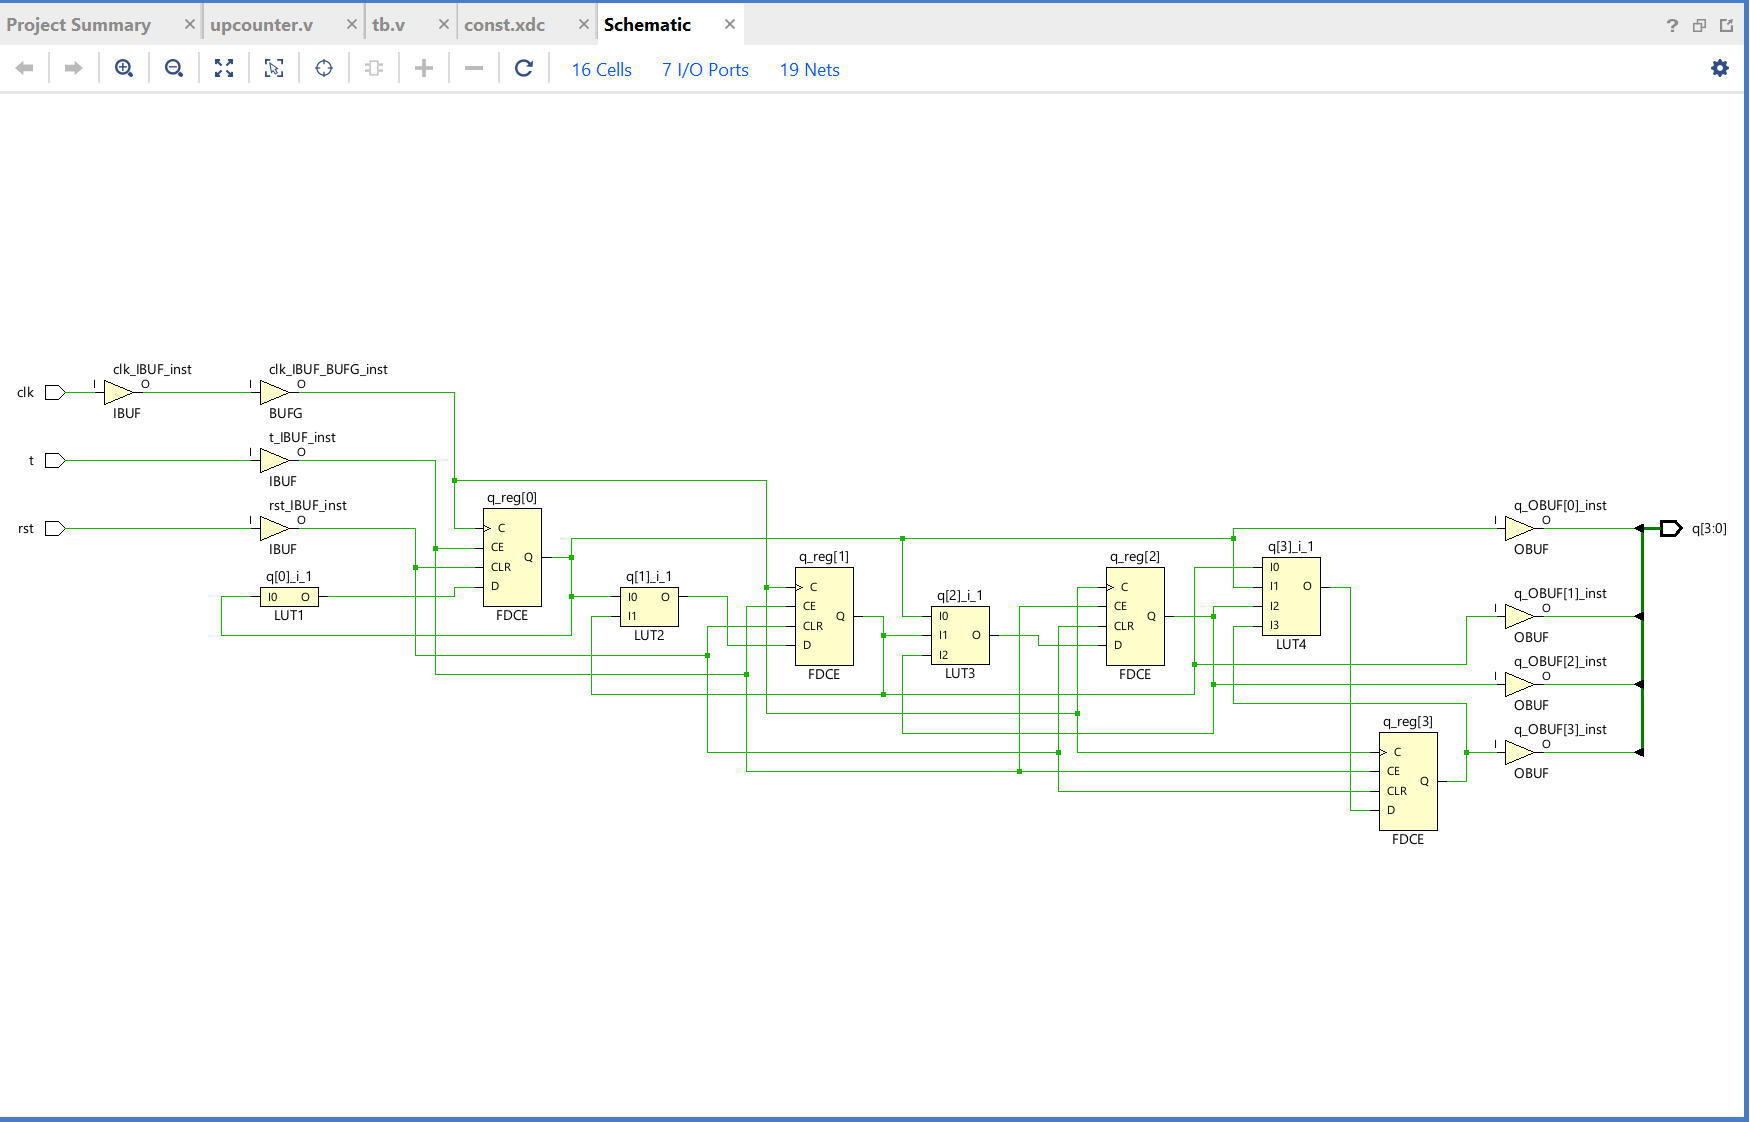 Project Summary × upcounter.v × tb.v × const.xdc × Schematic × ?
16 Cells 7 I/O Ports 19 Nets
clk I O clk_IBUF_inst IBUF
I O clk_IBUF_BUFG_inst BUFG
t I O t_IBUF_inst IBUF
rst I O rst_IBUF_inst IBUF
q[0]_i_1
I0 O
LUT1
q_reg[0]
C
CE
Q
CLR
D
FDCE
q[1]_i_1
I0 O
I1
LUT2
q_reg[1]
C
CE
Q
CLR
D
FDCE
q[2]_i_1
I0
I1 O
I2
LUT3
q_reg[2]
C
CE
Q
CLR
D
FDCE
q[3]_i_1
I0
I1 O
I2
I3
LUT4
q_reg[3]
C
CE
Q
CLR
D
FDCE
q_OBUF[0]_inst
I O
OBUF
q[3:0]
q_OBUF[1]_inst
I O
OBUF
q_OBUF[2]_inst
I O
OBUF
q_OBUF[3]_inst
I O
OBUF